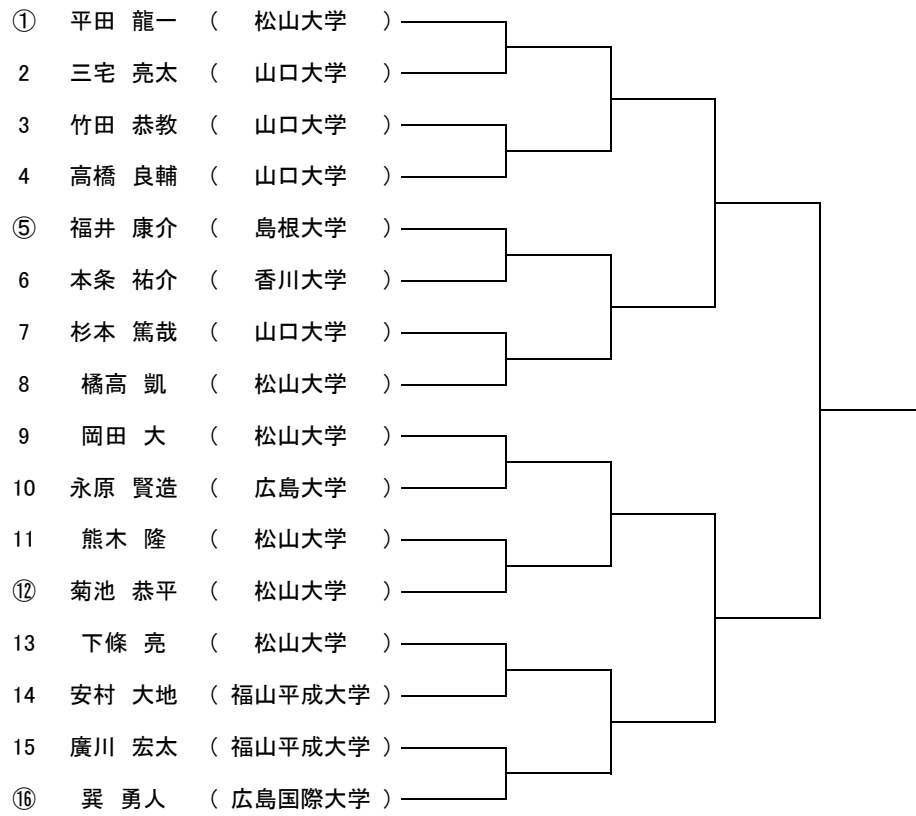 ① 平田 龍一 ( 松山大学 )
2 三宅 亮太 ( 山口大学 )
3 竹田 恭教 ( 山口大学 )
4 高橋 良輔 ( 山口大学 )
⑤ 福井 康介 ( 島根大学 )
6 本条 祐介 ( 香川大学 )
7 杉本 篤哉 ( 山口大学 )
8 橘高 凱 ( 松山大学 )
9 岡田 大 ( 松山大学 )
10 永原 賢造 ( 広島大学 )
11 熊木 隆 ( 松山大学 )
⑫ 菊池 恭平 ( 松山大学 )
13 下條 亮 ( 松山大学 )
14 安村 大地 ( 福山平成大学 )
15 廣川 宏太 ( 福山平成大学 )
⑯ 巽 勇人 ( 広島国際大学 )